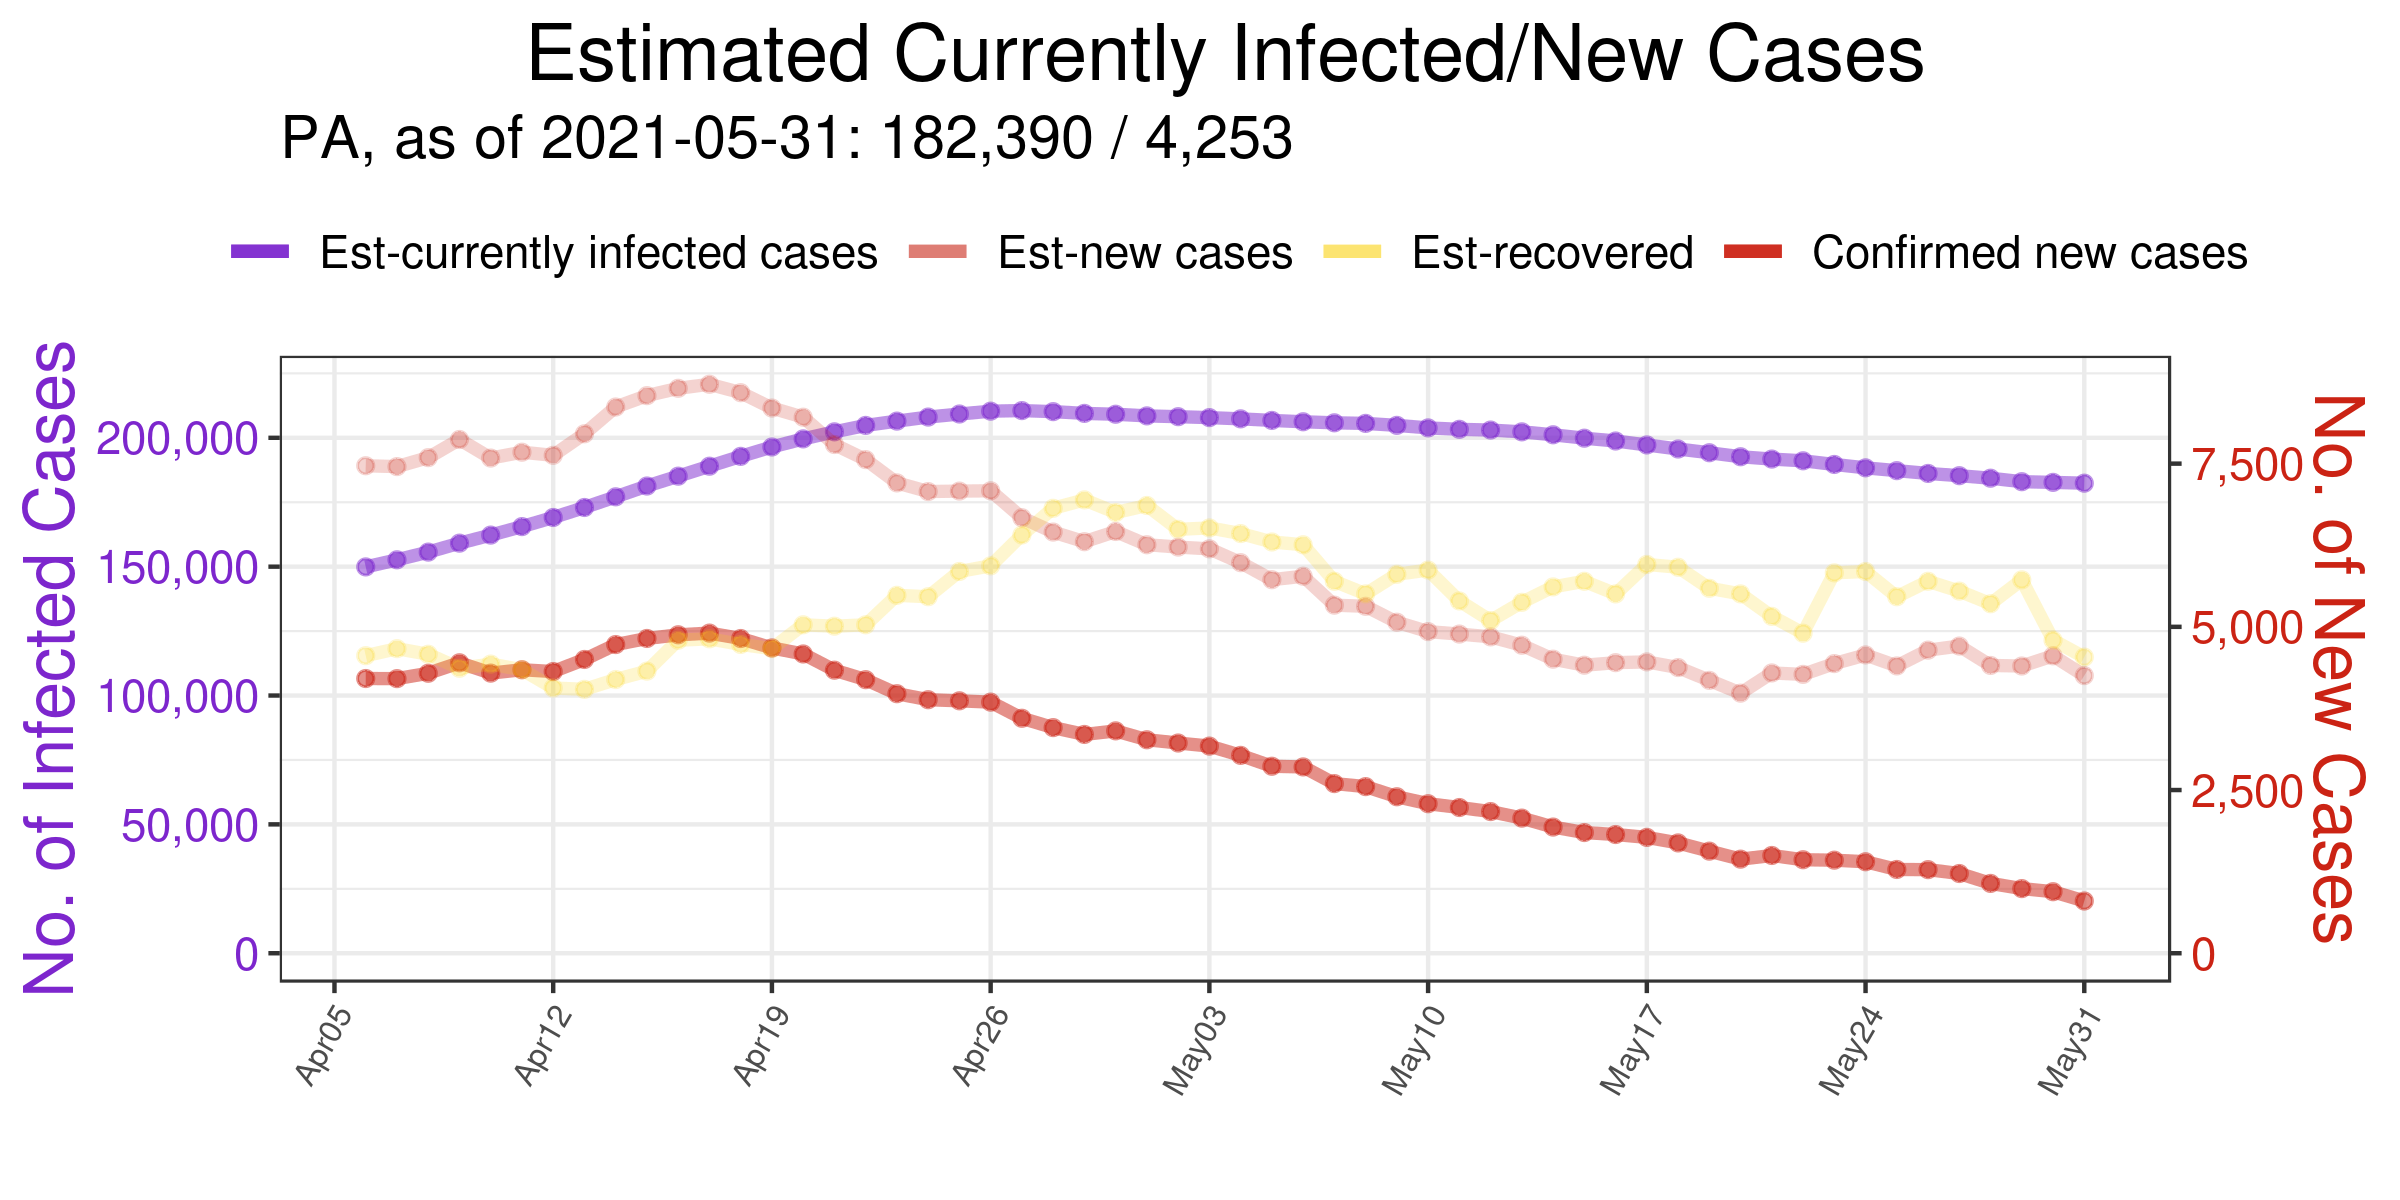 Estimated Currently Infected/New Cases
PA, as of 2021-05-31: 182,390 / 4,253
Est-currently infected cases Est-new cases Est-recovered Confirmed new cases
No. of Infected Cases
200,000
150,000
100,000
50,000
0
7,500
5,000
2,500
0
No. of New Cases
Apr05 Apr12 Apr19 Apr26 May03 May10 May17 May24 May31